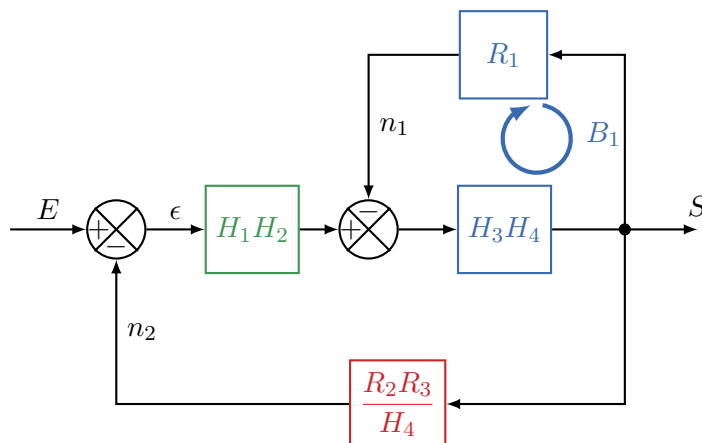 R₁
n₁
B₁
E
+
−
ϵ
H₁H₂
−
+
H₃H₄
S
n₂
R₂R₃
H₄